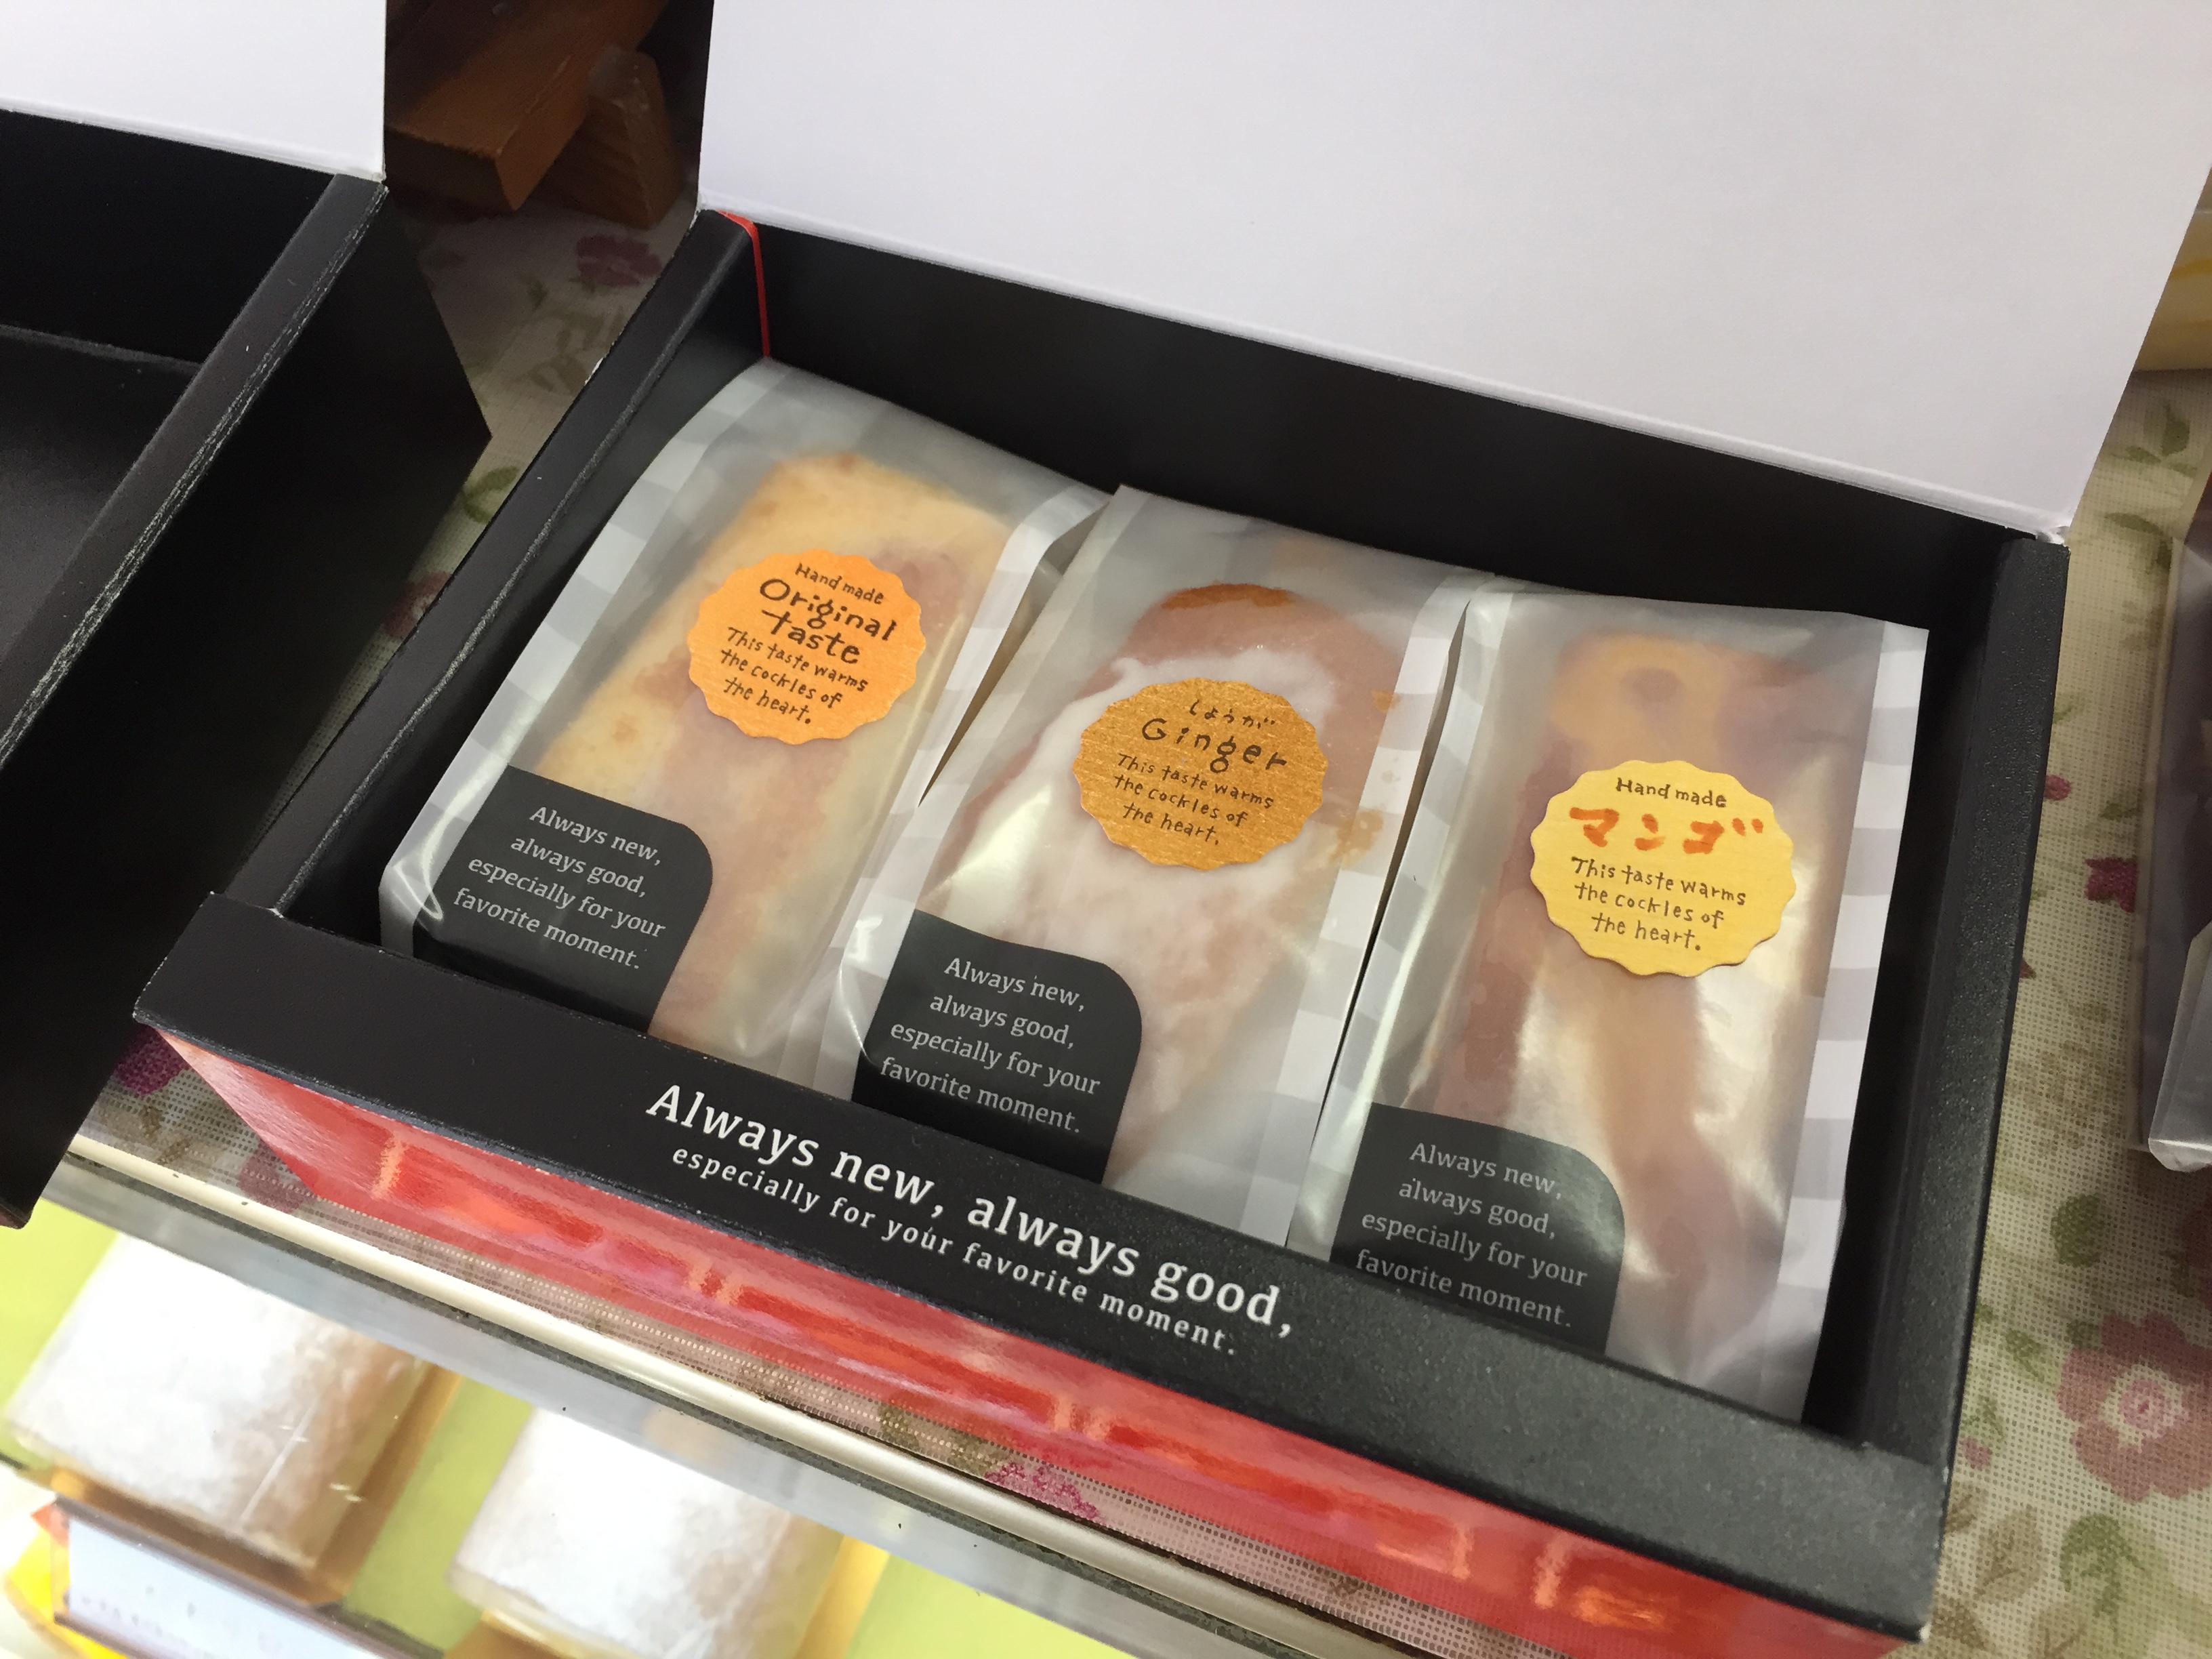 Hand made
Original
taste
This taste warms
the cockles of
the heart.
Always new,
always good,
especially for your
favorite moment.
しょうが
Ginger
This taste warms
the cockles of
the heart.
Always new,
always good,
especially for your
favorite moment.
Hand made
マンゴ
This taste warms
the cockles of
the heart.
Always new,
always good,
especially for your
favorite moment.
Always new, always good,
especially for your favorite moment.